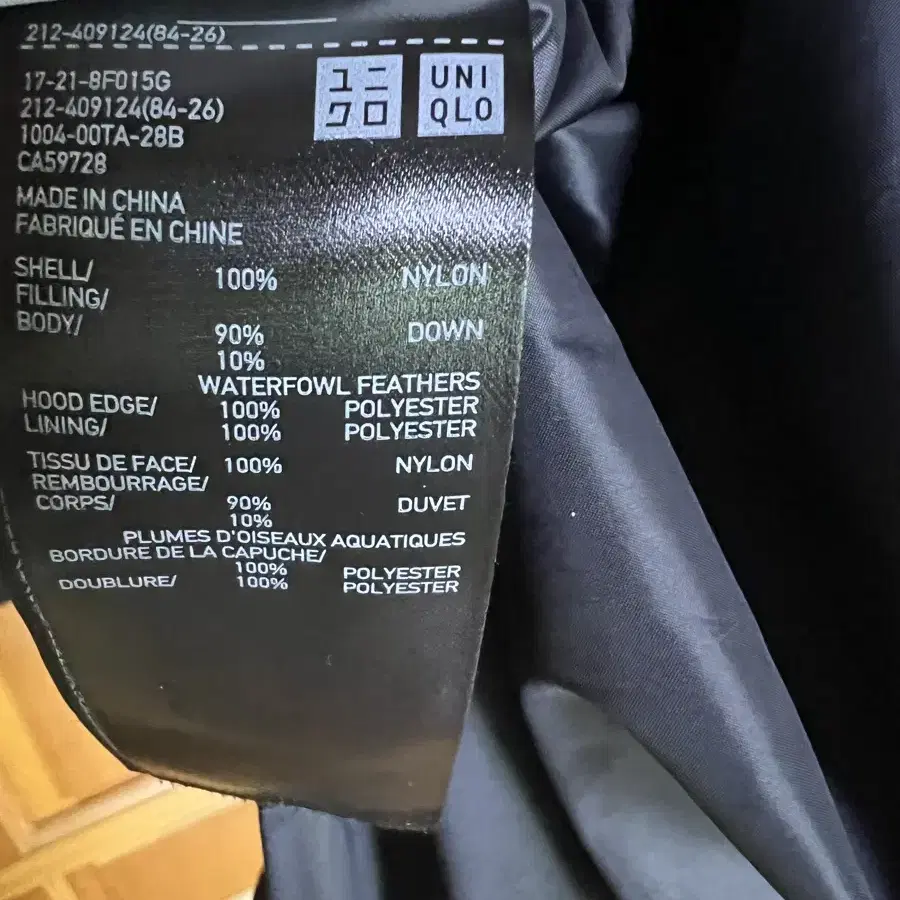 212-409124(84-26)
17-21-8F015G
212-409124(84-26)
1004-00TA-28B
CA59728
ユニ
クロ
UNI
QLO
MADE IN CHINA
FABRIQUÉ EN CHINE
SHELL/ 100% NYLON
FILLING/
BODY/ 90% DOWN
10%
WATERFOWL FEATHERS
HOOD EDGE/ 100% POLYESTER
LINING/ 100% POLYESTER
TISSU DE FACE/ 100% NYLON
REMBOURRAGE/
CORPS/ 90% DUVET
10%
PLUMES D'OISEAUX AQUATIQUES
BORDURE DE LA CAPUCHE/
100% POLYESTER
DOUBLURE/ 100% POLYESTER